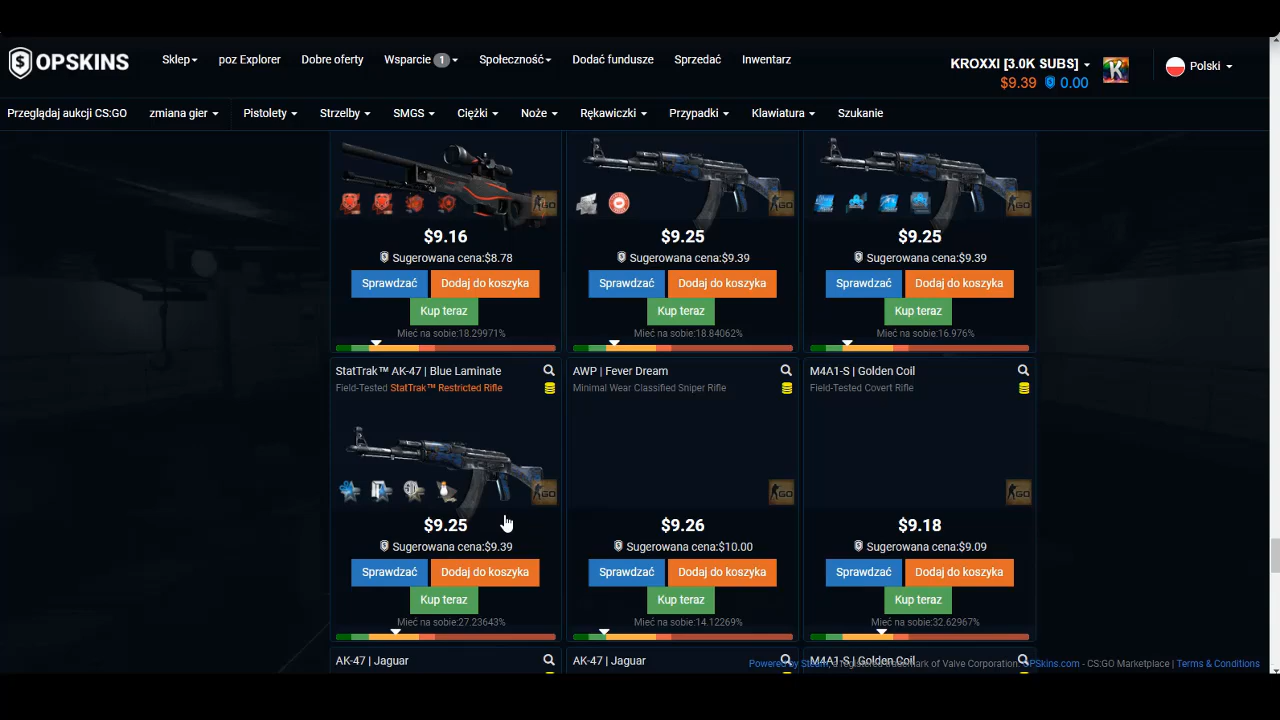 OPSKINS
Sklep
poz Explorer
Dobre oferty
Wsparcie 1
Społeczność
Dodać fundusze
Sprzedać
Inwentarz
KROXXI [3.0K SUBS]
$9.39 0.00
Polski
Przeglądaj aukcji CS:GO
zmiana gier
Pistolety
Strzelby
SMGS
Ciężki
Noże
Rękawiczki
Przypadki
Klawiatura
Szukanie
$9.16
Sugerowana cena:$8.78
Sprawdzać
Dodaj do koszyka
Kup teraz
Mieć na sobie:18.29971%
$9.25
Sugerowana cena:$9.39
Sprawdzać
Dodaj do koszyka
Kup teraz
Mieć na sobie:18.84062%
$9.25
Sugerowana cena:$9.39
Sprawdzać
Dodaj do koszyka
Kup teraz
Mieć na sobie:16.976%
StatTrak™ AK-47 | Blue Laminate
Field-Tested StatTrak™ Restricted Rifle
$9.25
Sugerowana cena:$9.39
Sprawdzać
Dodaj do koszyka
Kup teraz
Mieć na sobie:27.23643%
AWP | Fever Dream
Minimal Wear Classified Sniper Rifle
$9.26
Sugerowana cena:$10.00
Sprawdzać
Dodaj do koszyka
Kup teraz
Mieć na sobie:14.12269%
M4A1-S | Golden Coil
Field-Tested Covert Rifle
$9.18
Sugerowana cena:$9.09
Sprawdzać
Dodaj do koszyka
Kup teraz
Mieć na sobie:32.62967%
AK-47 | Jaguar
AK-47 | Jaguar
M4A1-S | Golden Coil
Powered by Steam, a registered trademark of Valve Corporation. OPSkins.com - CS:GO Marketplace | Terms & Conditions